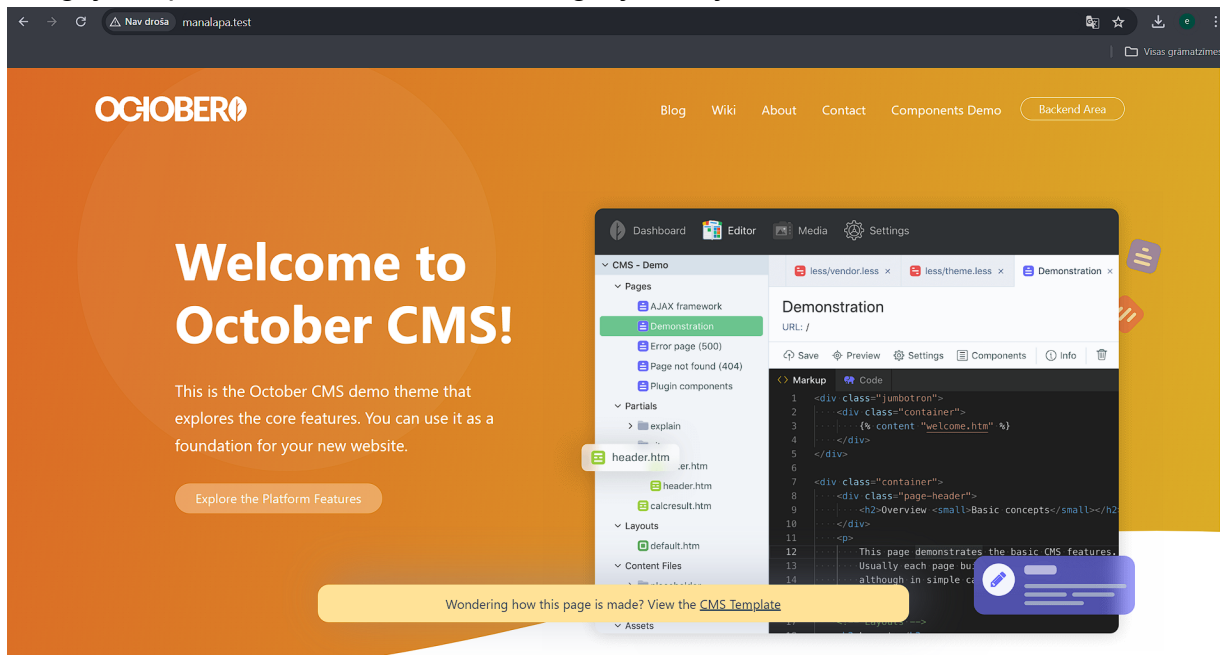 Nav droša
manalapa.test
Visas grāmatzīmes
OCTOBER
Blog
Wiki
About
Contact
Components Demo
Backend Area
Welcome to
October CMS!
This is the October CMS demo theme that
explores the core features. You can use it as a
foundation for your new website.
Explore the Platform Features
Dashboard
Editor
Media
Settings
CMS - Demo
Pages
AJAX framework
Demonstration
Error page (500)
Page not found (404)
Plugin components
Partials
explain
header.htm
header.htm
calcresult.htm
Layouts
default.htm
Content Files
Assets
less/vendor.less ×
less/theme.less ×
Demonstration ×
Demonstration
URL: /
Save
Preview
Settings
Components
Info
Markup
Code
1 <div class="jumbotron">
2 <div class="container">
3 {% content "welcome.htm" %}
4 </div>
5 </div>
6
7 <div class="container">
8 <div class="page-header">
9 <h2>Overview <small>Basic concepts</small></h2
10 </div>
11 <p>
12 This page demonstrates the basic CMS features.
13 Usually each page bu
14 although in simple ca
Wondering how this page is made? View the CMS Template